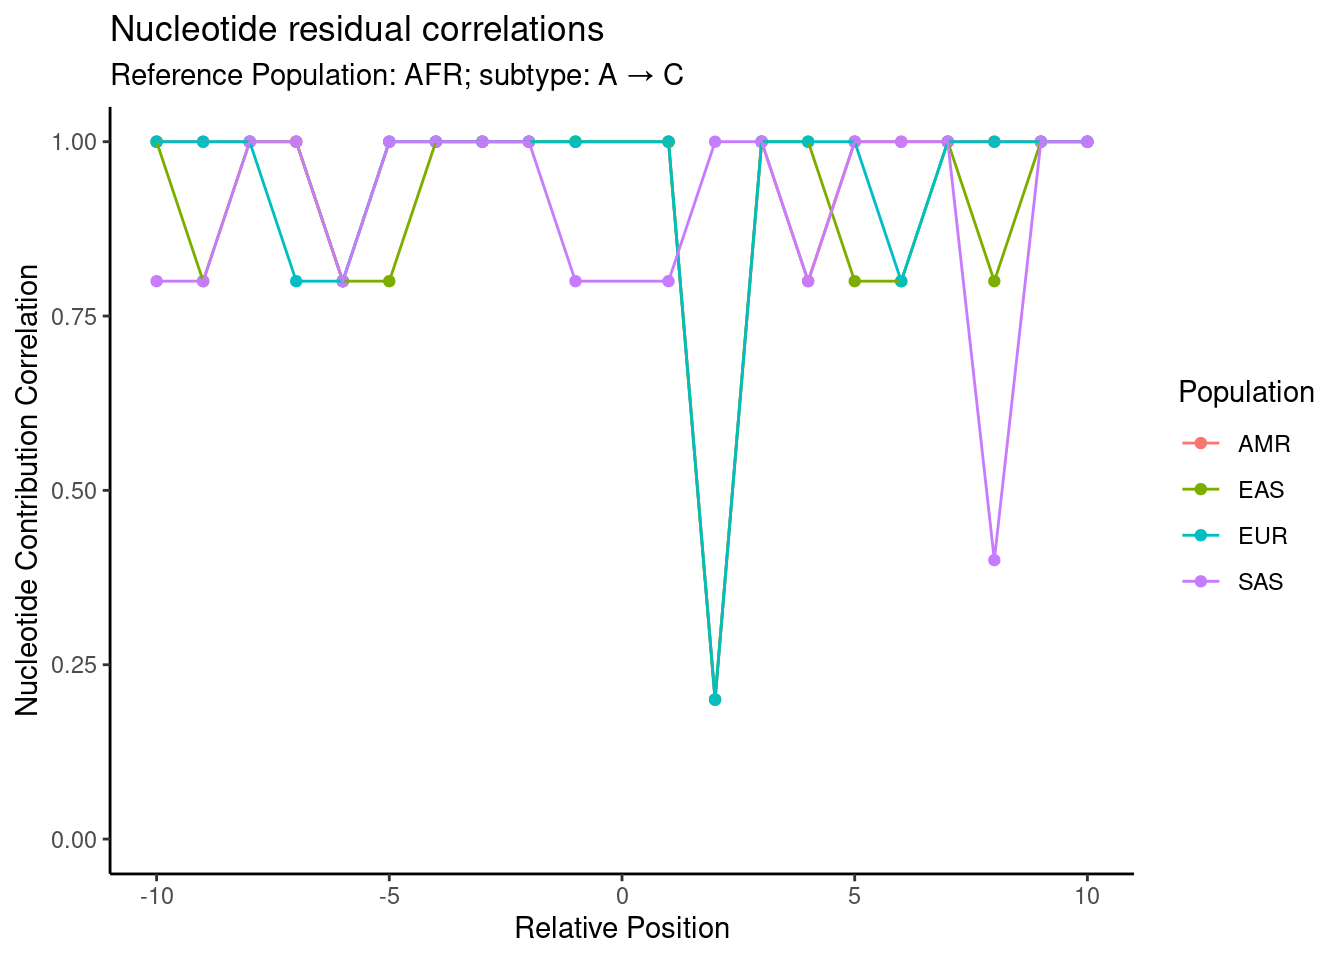 Nucleotide residual correlations
Reference Population: AFR; subtype: A → C
Nucleotide Contribution Correlation
1.00
0.75
0.50
0.25
0.00
-10 -5 0 5 10
Relative Position
Population
AMR
EAS
EUR
SAS